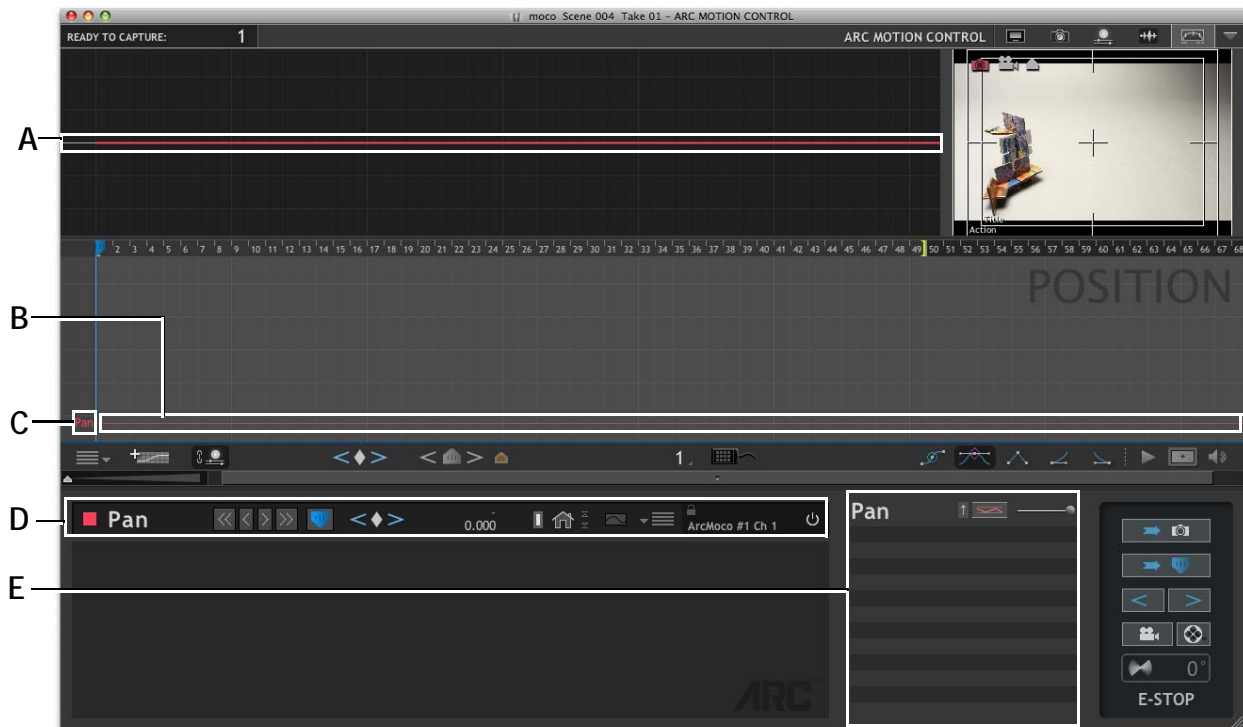 moco Scene 004 Take 01 – ARC MOTION CONTROL
READY TO CAPTURE: 1
ARC MOTION CONTROL
A
Title
Action
2 3 4 5 6 7 8 9 10 11 12 13 14 15 16 17 18 19 20 21 22 23 24 25 26 27 28 29 30 31 32 33 34 35 36 37 38 39 40 41 42 43 44 45 46 47 48 49 50 51 52 53 54 55 56 57 58 59 60 61 62 63 64 65 66 67 68
POSITION
B
C
Pan
1
D
Pan
0.000
ArcMoco #1 Ch 1
Pan
E
0°
ARC
E-STOP